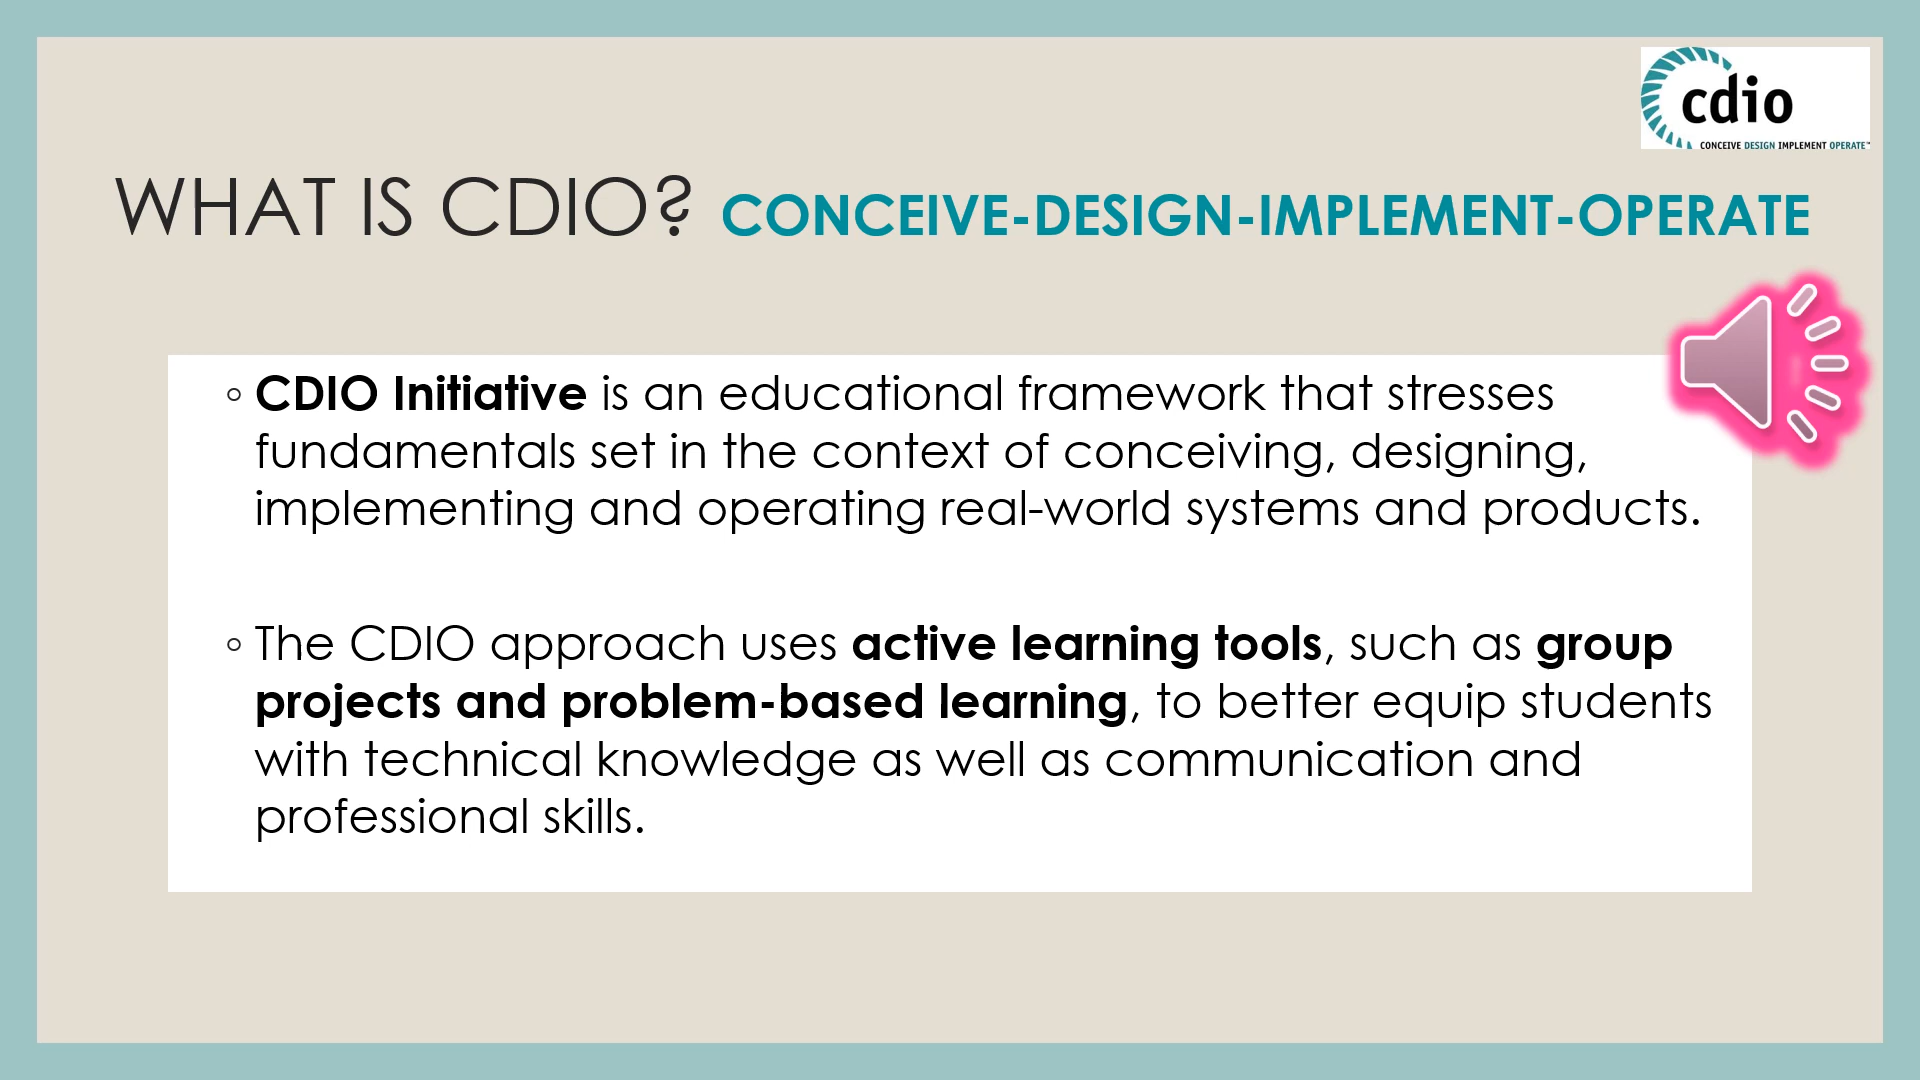 cdio
CONCEIVE DESIGN IMPLEMENT OPERATE™
WHAT IS CDIO? CONCEIVE-DESIGN-IMPLEMENT-OPERATE
◦ CDIO Initiative is an educational framework that stresses
fundamentals set in the context of conceiving, designing,
implementing and operating real-world systems and products.
◦ The CDIO approach uses active learning tools, such as group
projects and problem-based learning, to better equip students
with technical knowledge as well as communication and
professional skills.